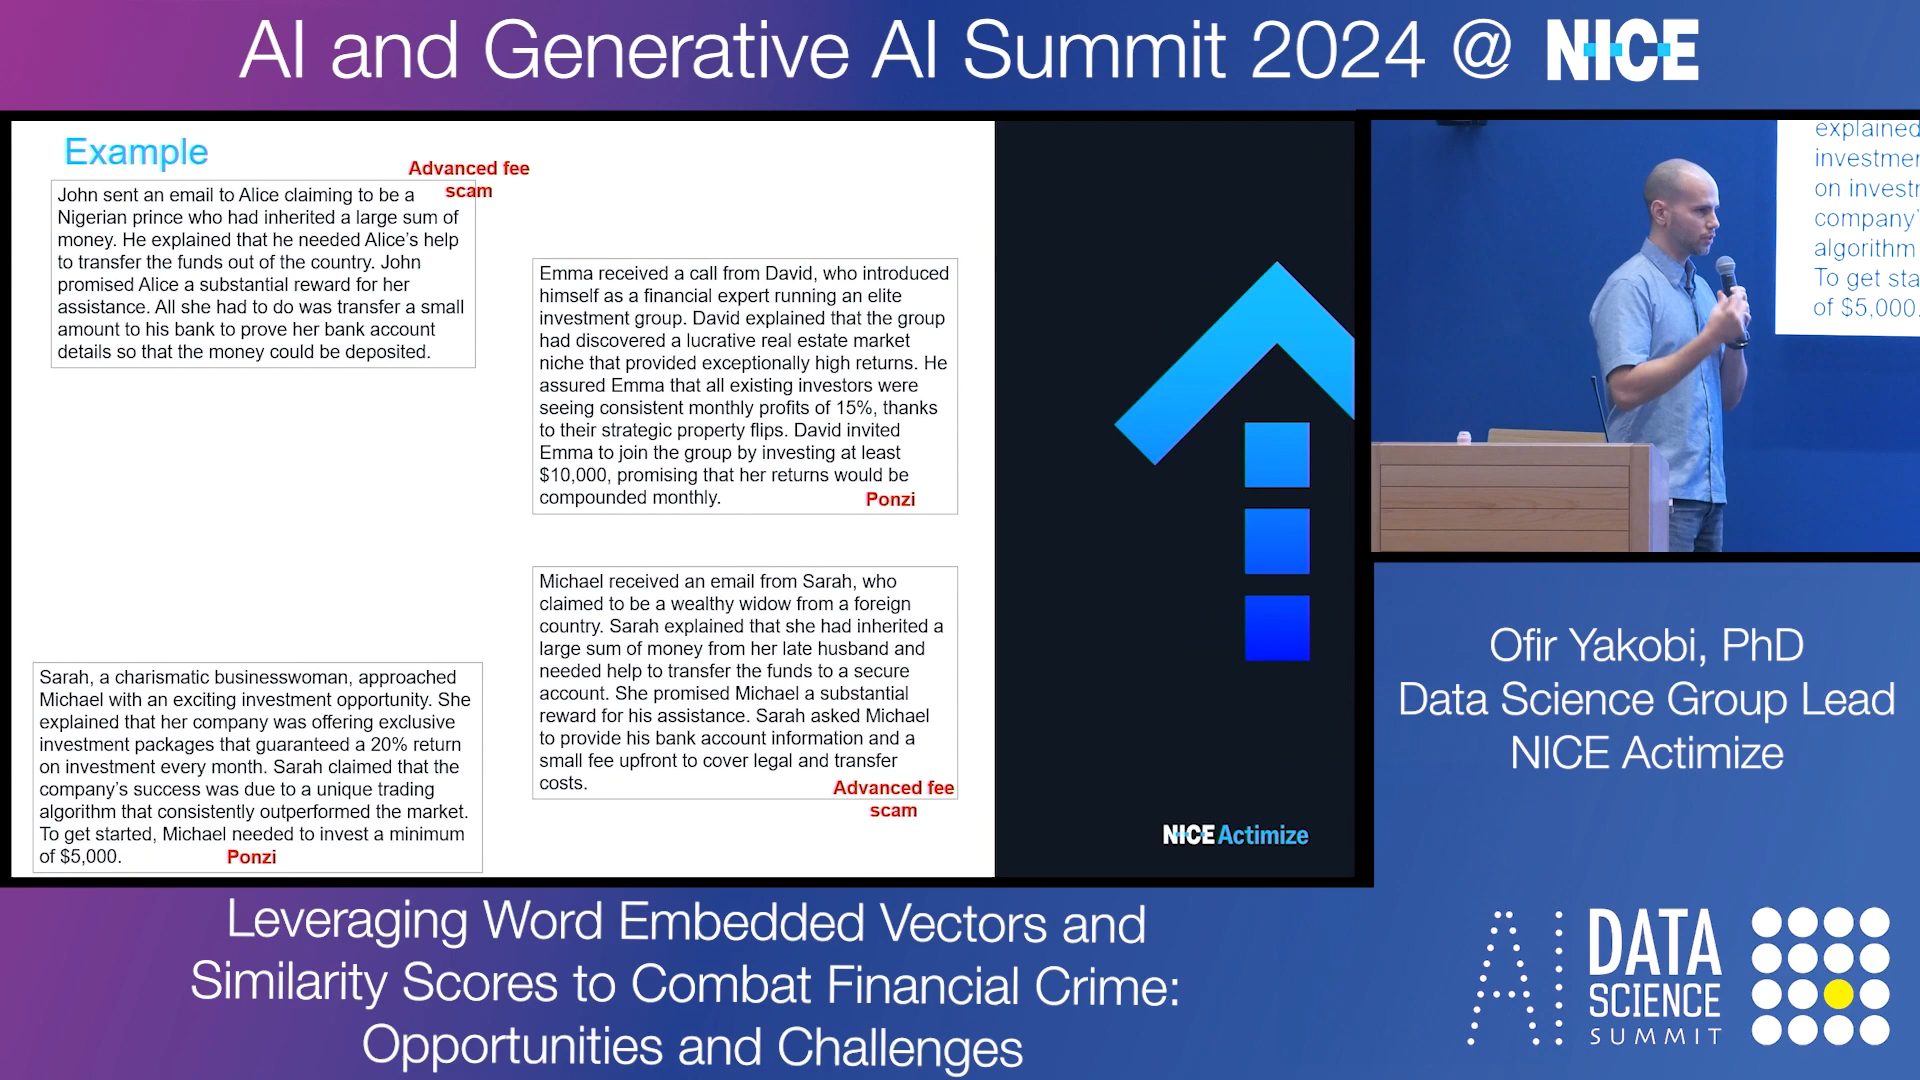 AI and Generative AI Summit 2024 @ NICE
Example
Advanced fee
scam
John sent an email to Alice claiming to be a
Nigerian prince who had inherited a large sum of
money. He explained that he needed Alice’s help
to transfer the funds out of the country. John
promised Alice a substantial reward for her
assistance. All she had to do was transfer a small
amount to his bank to prove her bank account
details so that the money could be deposited.
Emma received a call from David, who introduced
himself as a financial expert running an elite
investment group. David explained that the group
had discovered a lucrative real estate market
niche that provided exceptionally high returns. He
assured Emma that all existing investors were
seeing consistent monthly profits of 15%, thanks
to their strategic property flips. David invited
Emma to join the group by investing at least
$10,000, promising that her returns would be
compounded monthly.
Ponzi
Michael received an email from Sarah, who
claimed to be a wealthy widow from a foreign
country. Sarah explained that she had inherited a
large sum of money from her late husband and
needed help to transfer the funds to a secure
account. She promised Michael a substantial
reward for his assistance. Sarah asked Michael
to provide his bank account information and a
small fee upfront to cover legal and transfer
costs.
Advanced fee
scam
Sarah, a charismatic businesswoman, approached
Michael with an exciting investment opportunity. She
explained that her company was offering exclusive
investment packages that guaranteed a 20% return
on investment every month. Sarah claimed that the
company’s success was due to a unique trading
algorithm that consistently outperformed the market.
To get started, Michael needed to invest a minimum
of $5,000.
Ponzi
NICE Actimize
explained
investmen
on invest
company’
algorithm
To get sta
of $5,000.
Ofir Yakobi, PhD
Data Science Group Lead
NICE Actimize
Leveraging Word Embedded Vectors and
Similarity Scores to Combat Financial Crime:
Opportunities and Challenges
AI
DATA
SCIENCE
SUMMIT